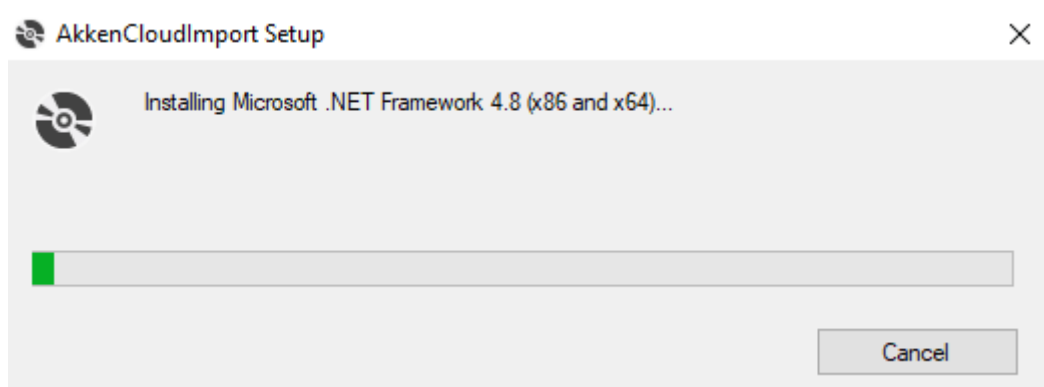 AkkenCloudImport Setup
Installing Microsoft .NET Framework 4.8 (x86 and x64)...
Cancel